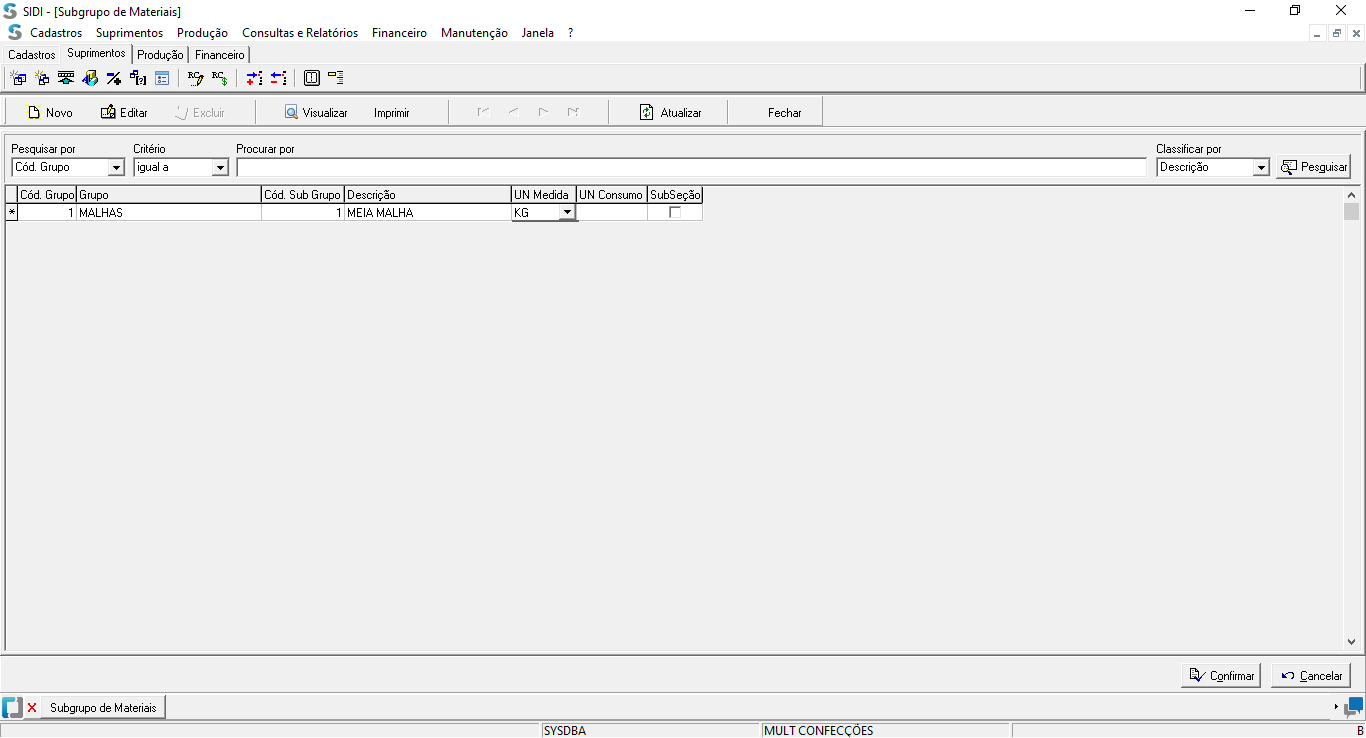 SIDI - [Subgrupo de Materiais]
Cadastros Suprimentos Produção Consultas e Relatórios Financeiro Manutenção Janela ?
Cadastros Suprimentos Produção Financeiro
Novo Editar Excluir Visualizar Imprimir Atualizar Fechar
Pesquisar por Critério Procurar por Classificar por
Cód. Grupo igual a Descrição Pesquisar
Cód. Grupo Grupo Cód. Sub Grupo Descrição UN Medida UN Consumo SubSeção
* 1 MALHAS 1 MEIA MALHA KG
Confirmar Cancelar
Subgrupo de Materiais
SYSDBA MULT CONFECÇÕES B